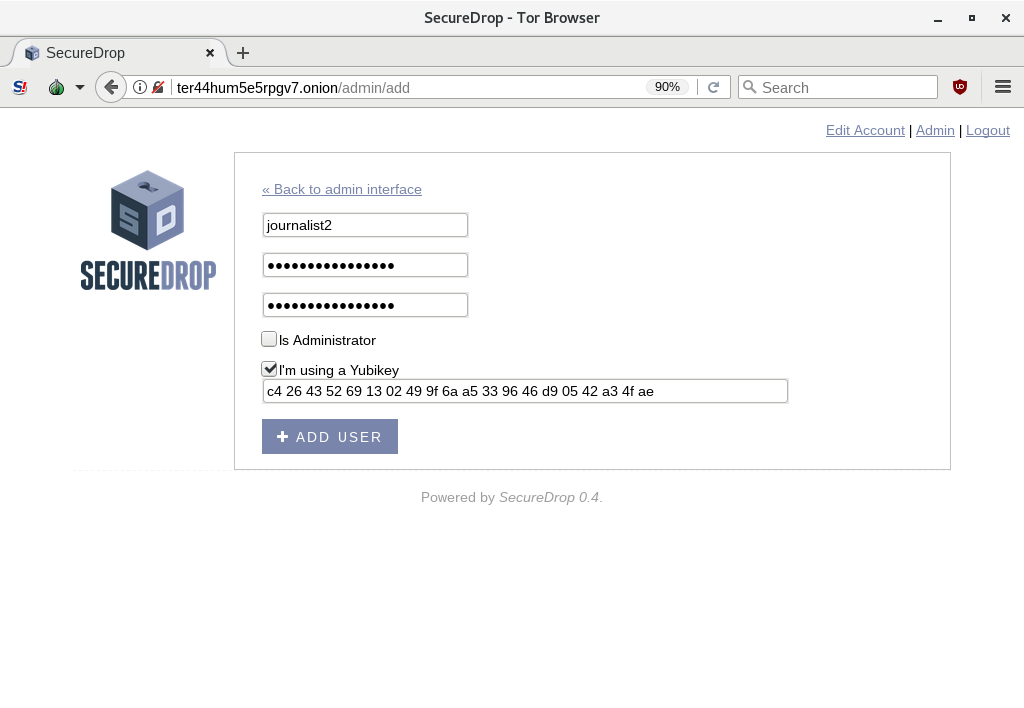 SecureDrop - Tor Browser
SecureDrop
ter44hum5e5rpgv7.onion/admin/add
90%
Search
Edit Account | Admin | Logout
S D
SECUREDROP
« Back to admin interface
journalist2
●●●●●●●●●●●●●●●●
●●●●●●●●●●●●●●●●
Is Administrator
I'm using a Yubikey
c4 26 43 52 69 13 02 49 9f 6a a5 33 96 46 d9 05 42 a3 4f ae
ADD USER
Powered by SecureDrop 0.4.